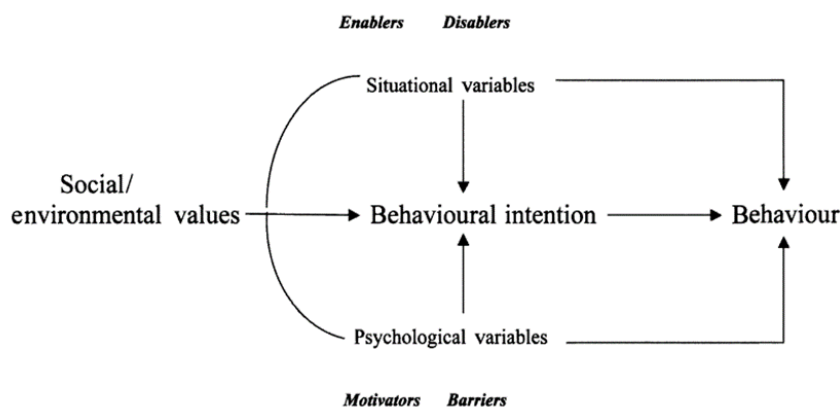 Enablers Disablers
Situational variables
Social/
environmental values
Behavioural intention
Behaviour
Psychological variables
Motivators Barriers